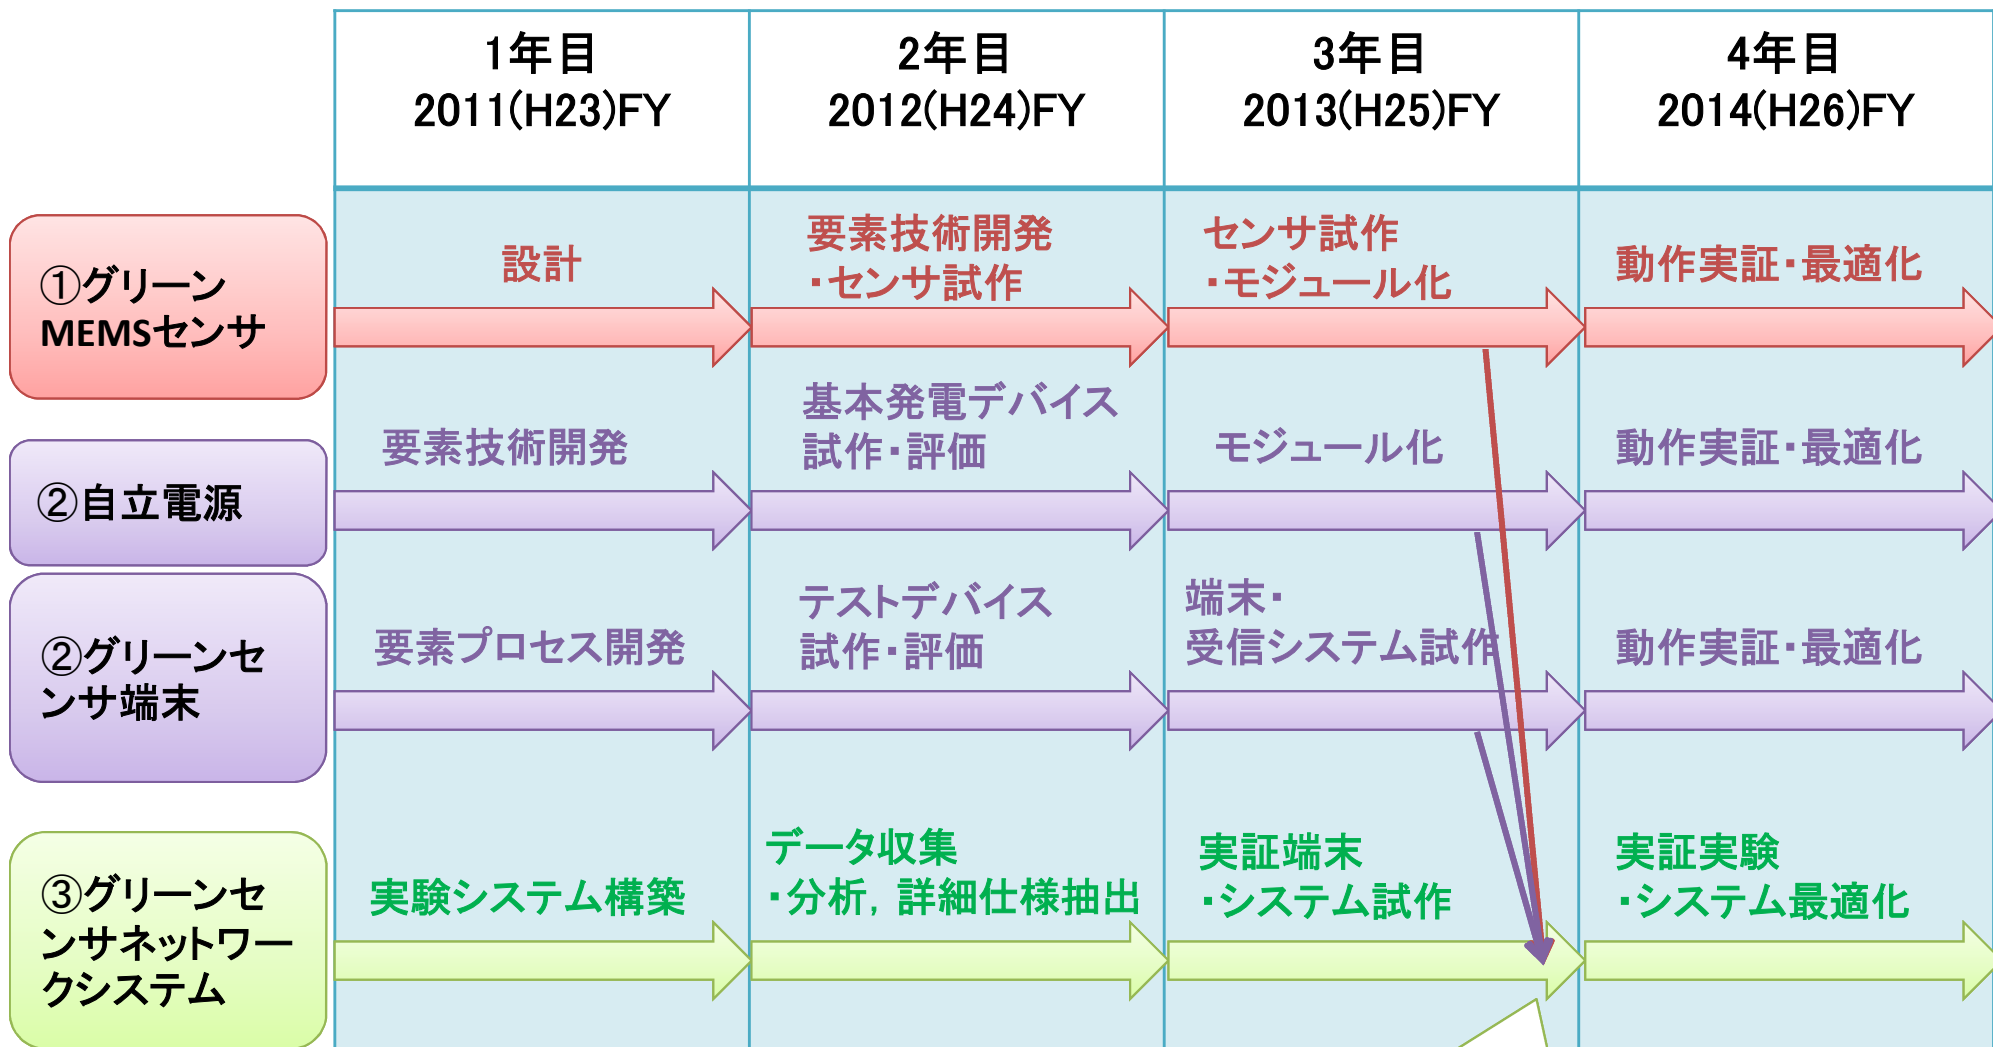 1年目
2011(H23)FY
2年目
2012(H24)FY
3年目
2013(H25)FY
4年目
2014(H26)FY
①グリーン
MEMSセンサ
設計
要素技術開発
・センサ試作
センサ試作
・モジュール化
動作実証・最適化
②自立電源
要素技術開発
基本発電デバイス
試作・評価
モジュール化
動作実証・最適化
②グリーンセ
ンサ端末
要素プロセス開発
テストデバイス
試作・評価
端末・
受信システム試作
動作実証・最適化
③グリーンセ
ンサネットワー
クシステム
実験システム構築
データ収集
・分析，詳細仕様抽出
実証端末
・システム試作
実証実験
・システム最適化